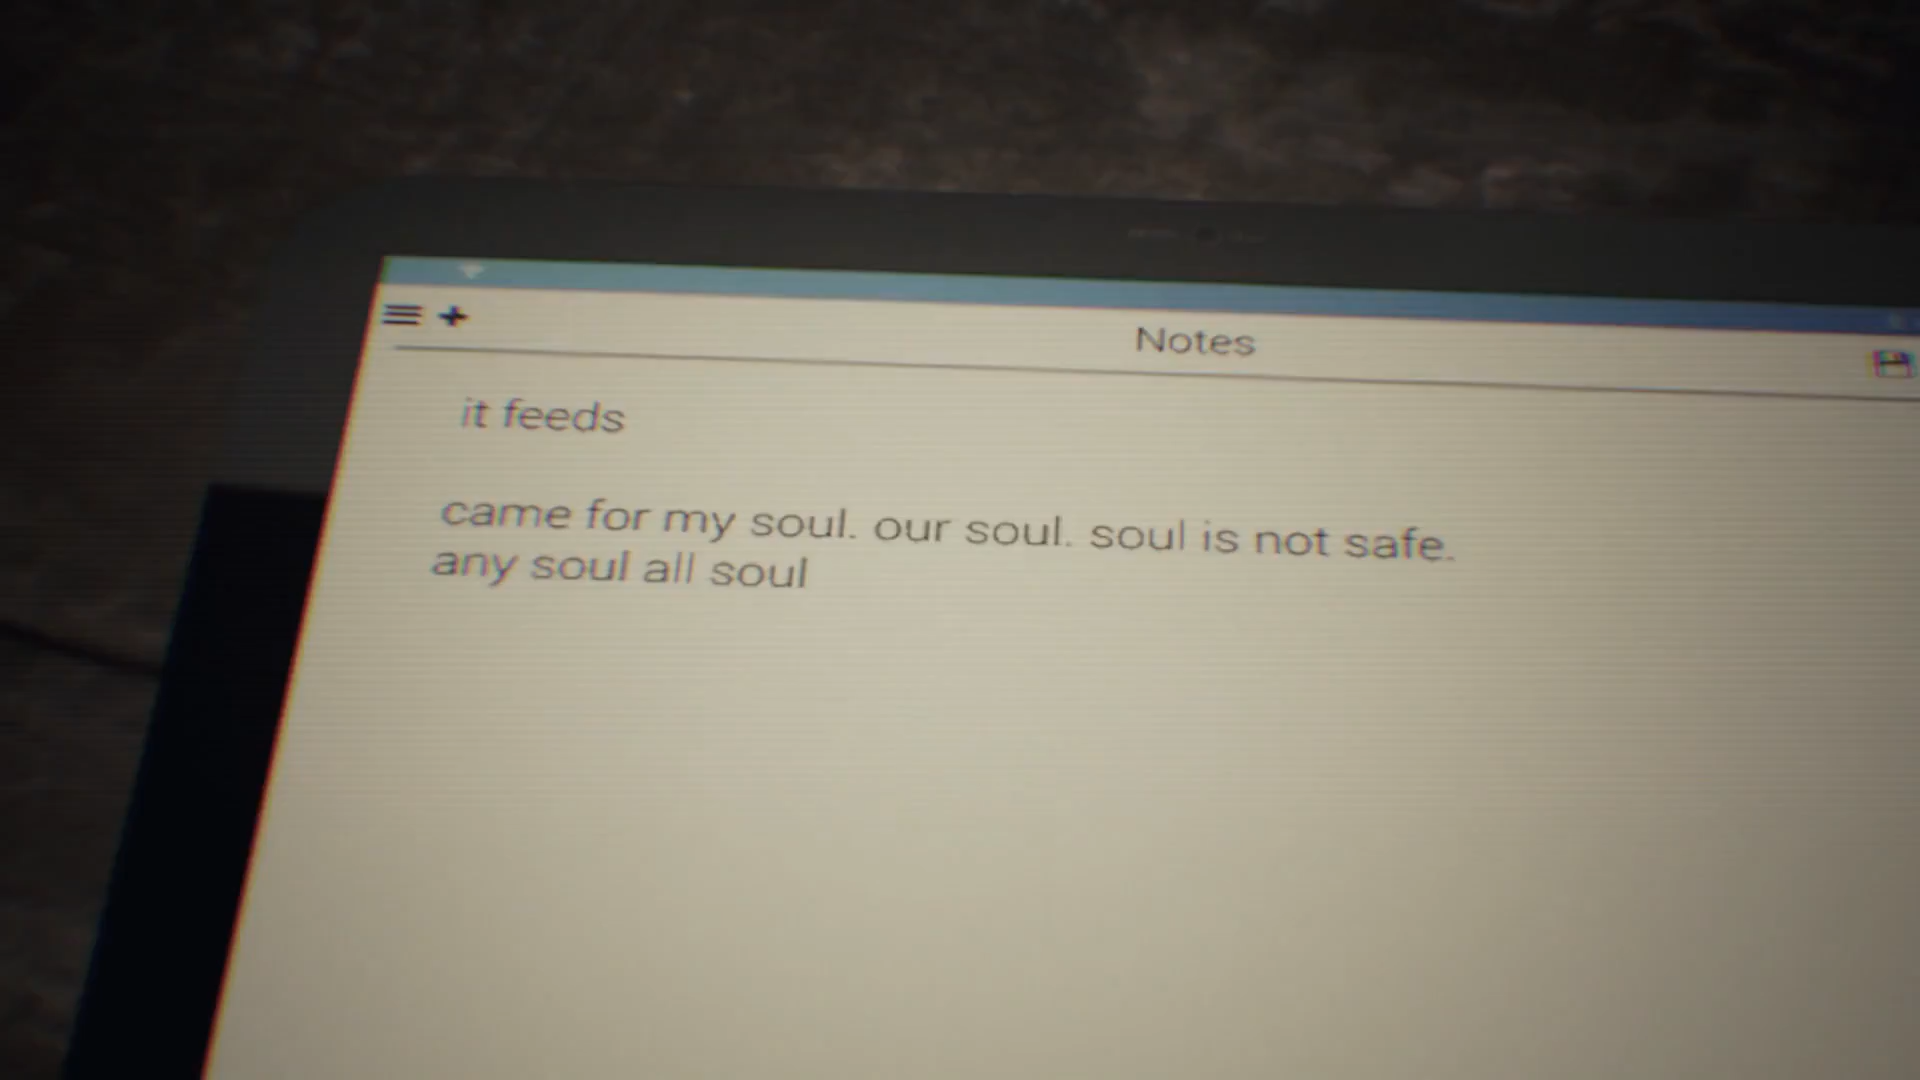 Notes
it feeds
came for my soul. our soul. soul is not safe.
any soul all soul